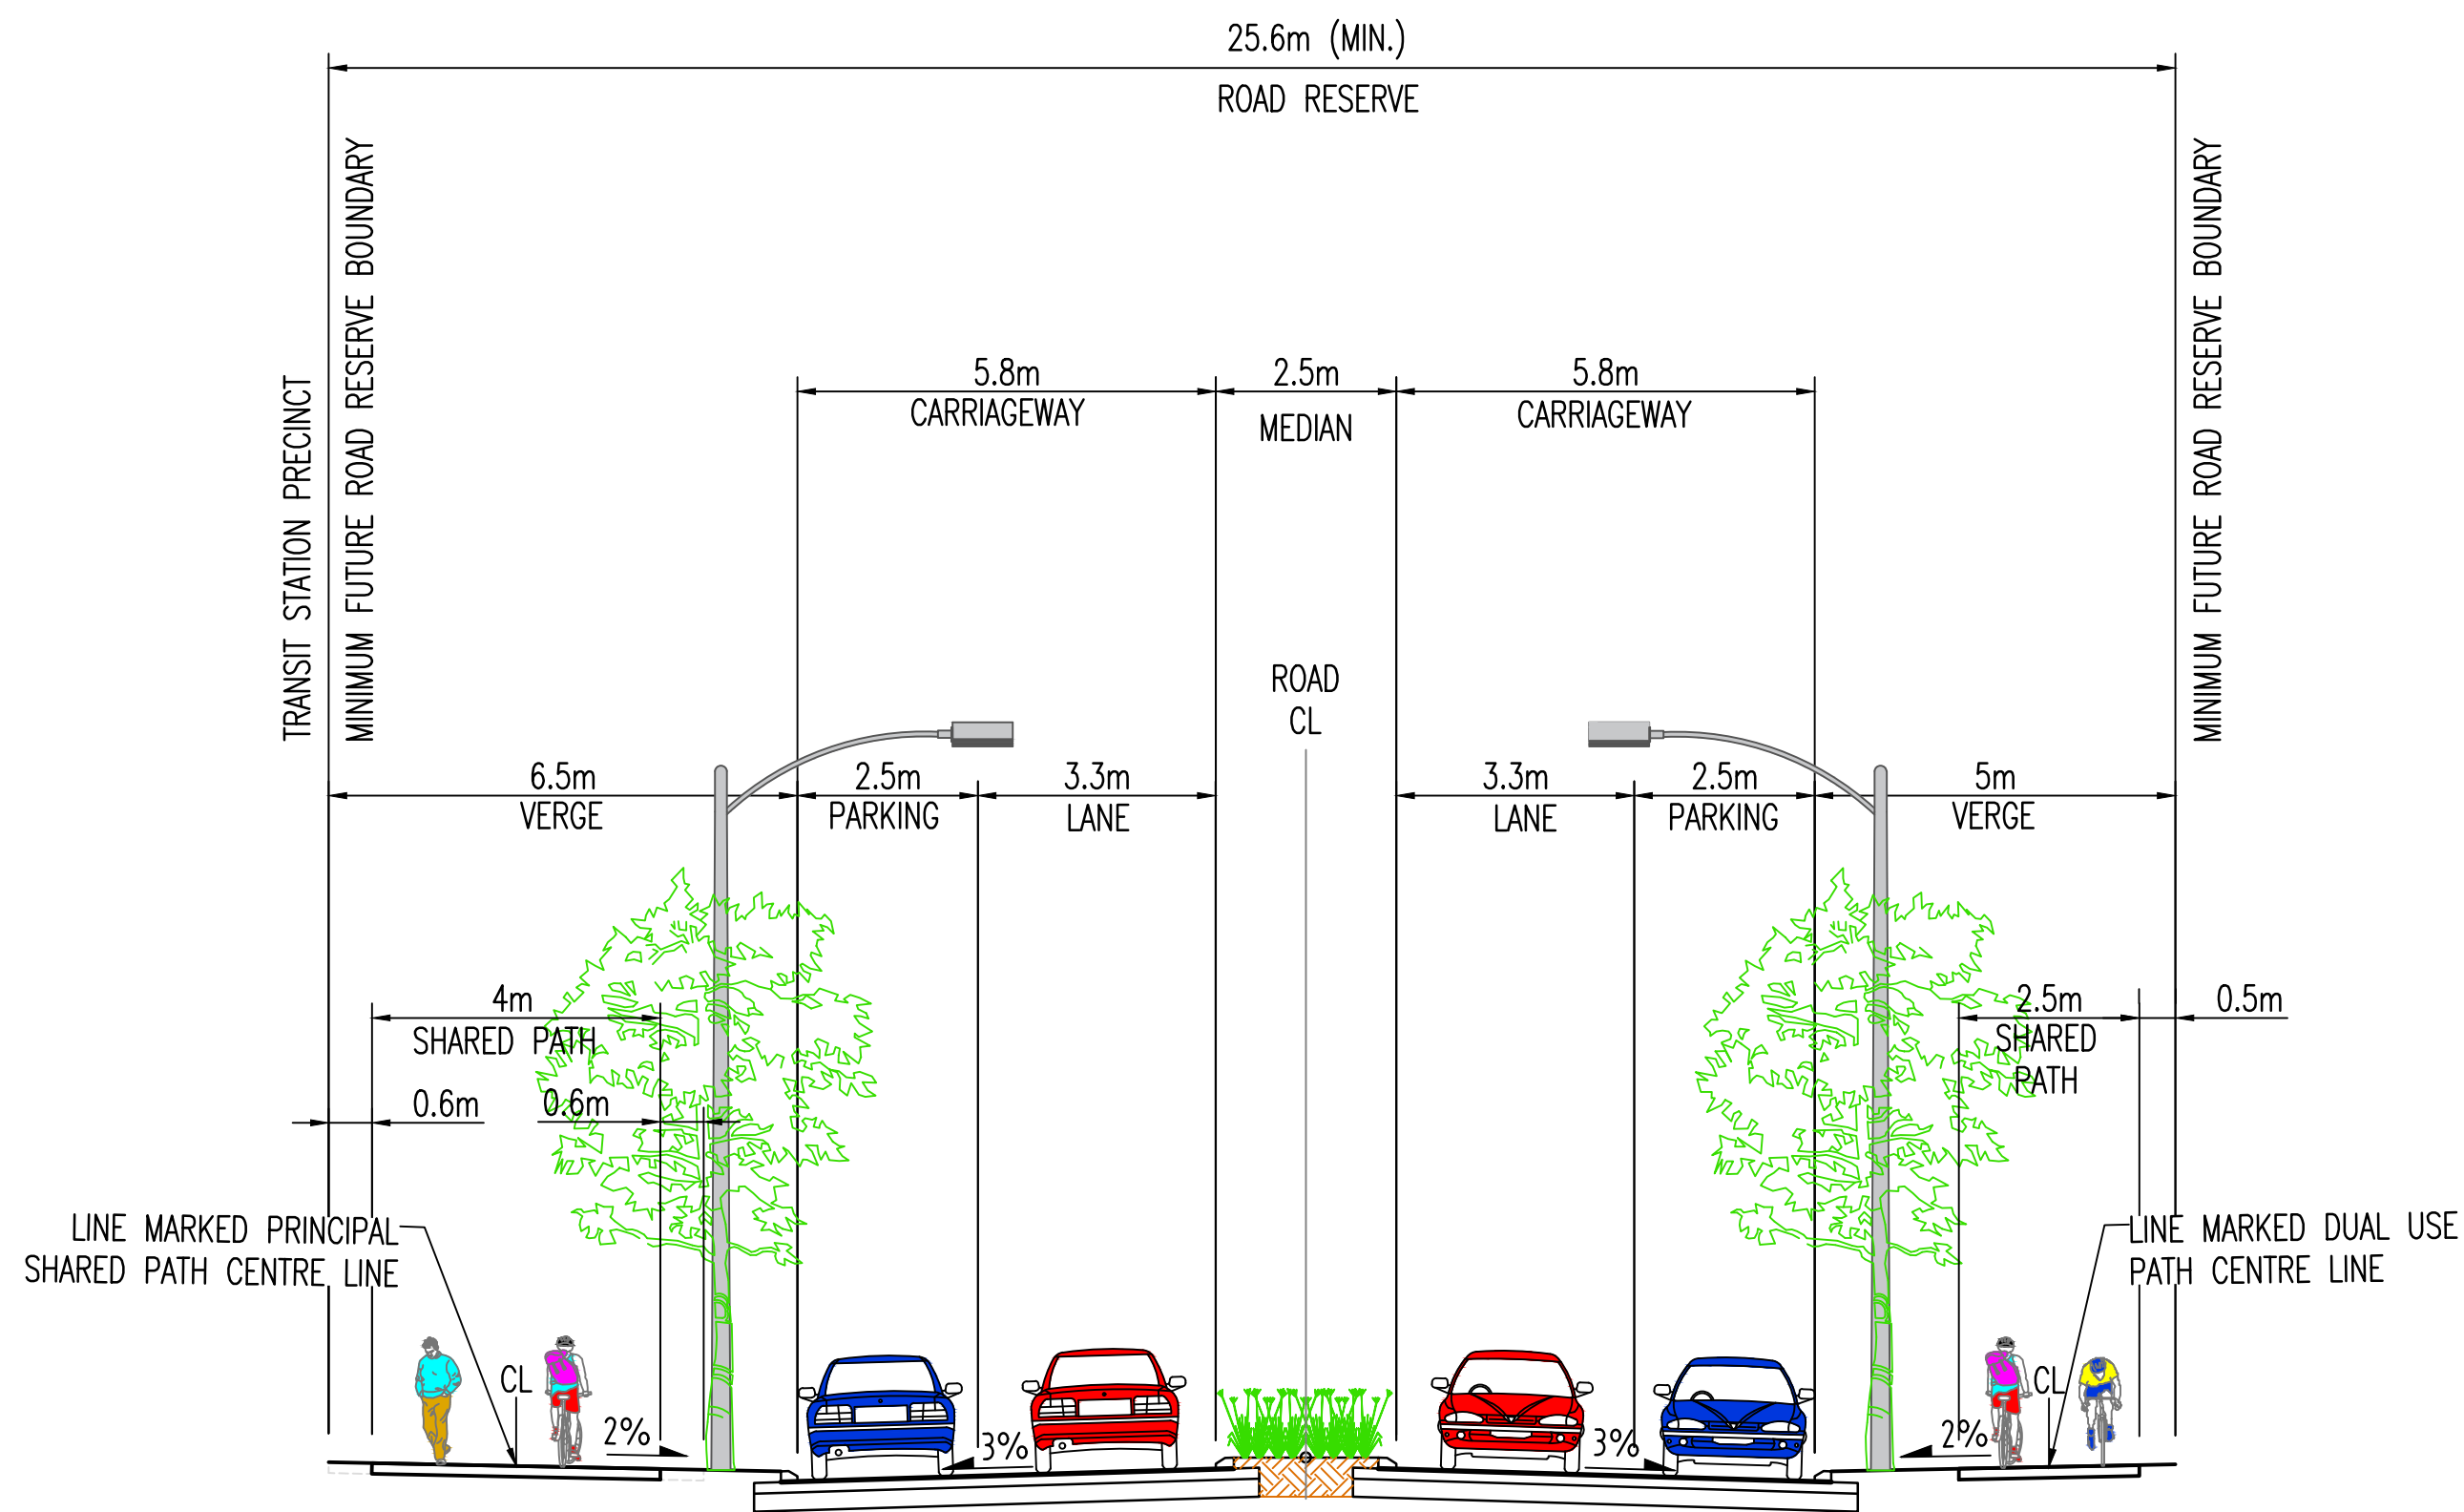 25.6m (MIN.)
ROAD RESERVE
TRANSIT STATION PRECINCT
MINIMUM FUTURE ROAD RESERVE BOUNDARY
MINIMUM FUTURE ROAD RESERVE BOUNDARY
5.8m
CARRIAGEWAY
2.5m
MEDIAN
5.8m
CARRIAGEWAY
ROAD
CL
6.5m
VERGE
2.5m
PARKING
3.3m
LANE
3.3m
LANE
2.5m
PARKING
5m
VERGE
4m
SHARED PATH
2.5m
SHARED
PATH
0.5m
0.6m
0.6m
LINE MARKED PRINCIPAL
SHARED PATH CENTRE LINE
LINE MARKED DUAL USE
PATH CENTRE LINE
CL
2%
3%
3%
2%
CL